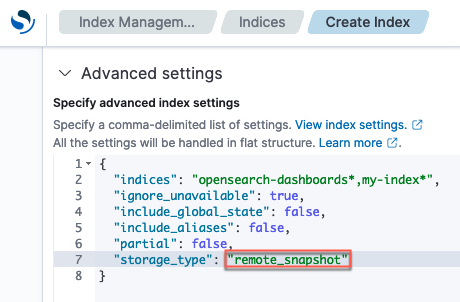 Index Managem...
Indices
Create Index
Advanced settings
Specify advanced index settings
Specify a comma-delimited list of settings. View index settings.
All the settings will be handled in flat structure. Learn more.
1 {
2 "indices": "opensearch-dashboards*,my-index*",
3 "ignore_unavailable": true,
4 "include_global_state": false,
5 "include_aliases": false,
6 "partial": false,
7 "storage_type": "remote_snapshot"
8 }